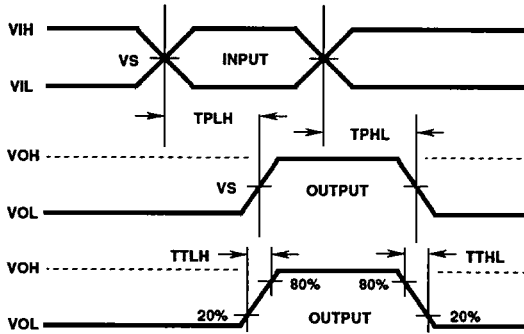 VIH
VS
INPUT
VIL
TPLH
TPHL
VOH
VS
OUTPUT
VOL
TTLH
TTHL
VOH
80%
80%
20%
20%
VOL
OUTPUT